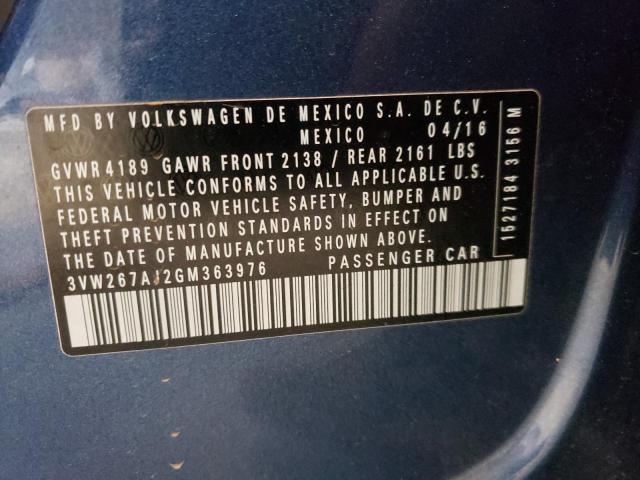 MFD BY VOLKSWAGEN DE MEXICO S.A. DE C.V.
MEXICO 04/16
GVWR 4189 GAWR FRONT 2138 / REAR 2161 LBS
THIS VEHICLE CONFORMS TO ALL APPLICABLE U.S.
FEDERAL MOTOR VEHICLE SAFETY, BUMPER AND
THEFT PREVENTION STANDARDS IN EFFECT ON
THE DATE OF MANUFACTURE SHOWN ABOVE.
3VW267AJ2GM363976 PASSENGER CAR
1527184 3156 M